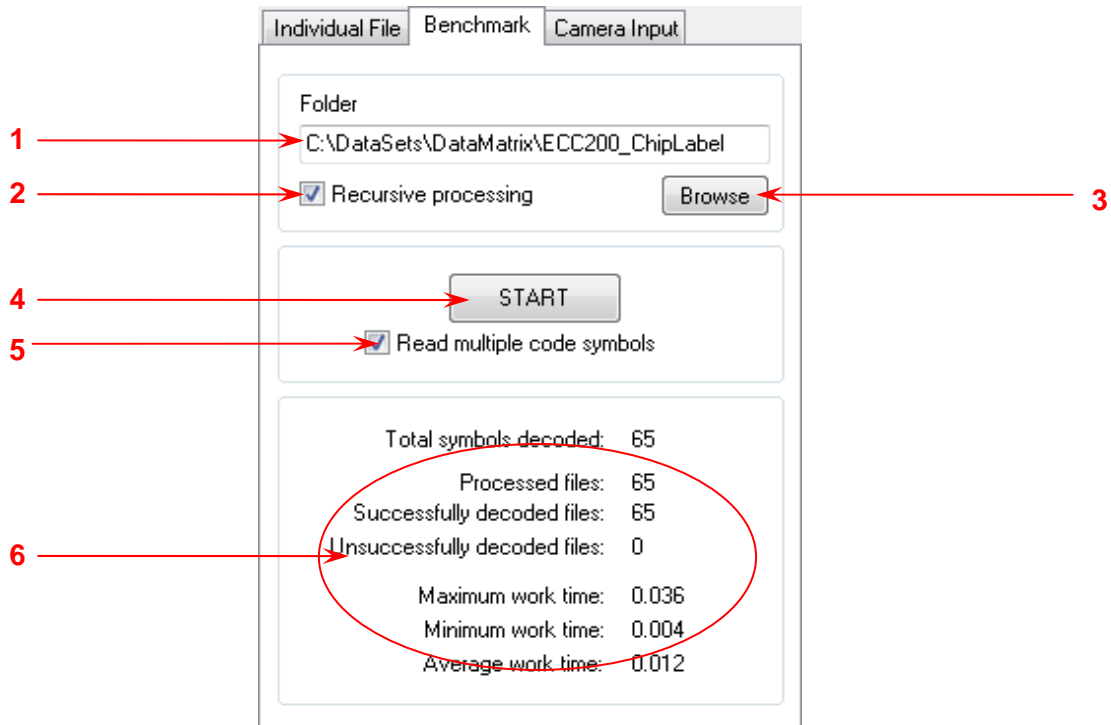 Individual File Benchmark Camera Input
Folder
1 C:\DataSets\DataMatrix\ECC200_ChipLabel
2 Recursive processing Browse 3
4 START
5 Read multiple code symbols
Total symbols decoded: 65
Processed files: 65
Successfully decoded files: 65
6 Unsuccessfully decoded files: 0
Maximum work time: 0.036
Minimum work time: 0.004
Average work time: 0.012